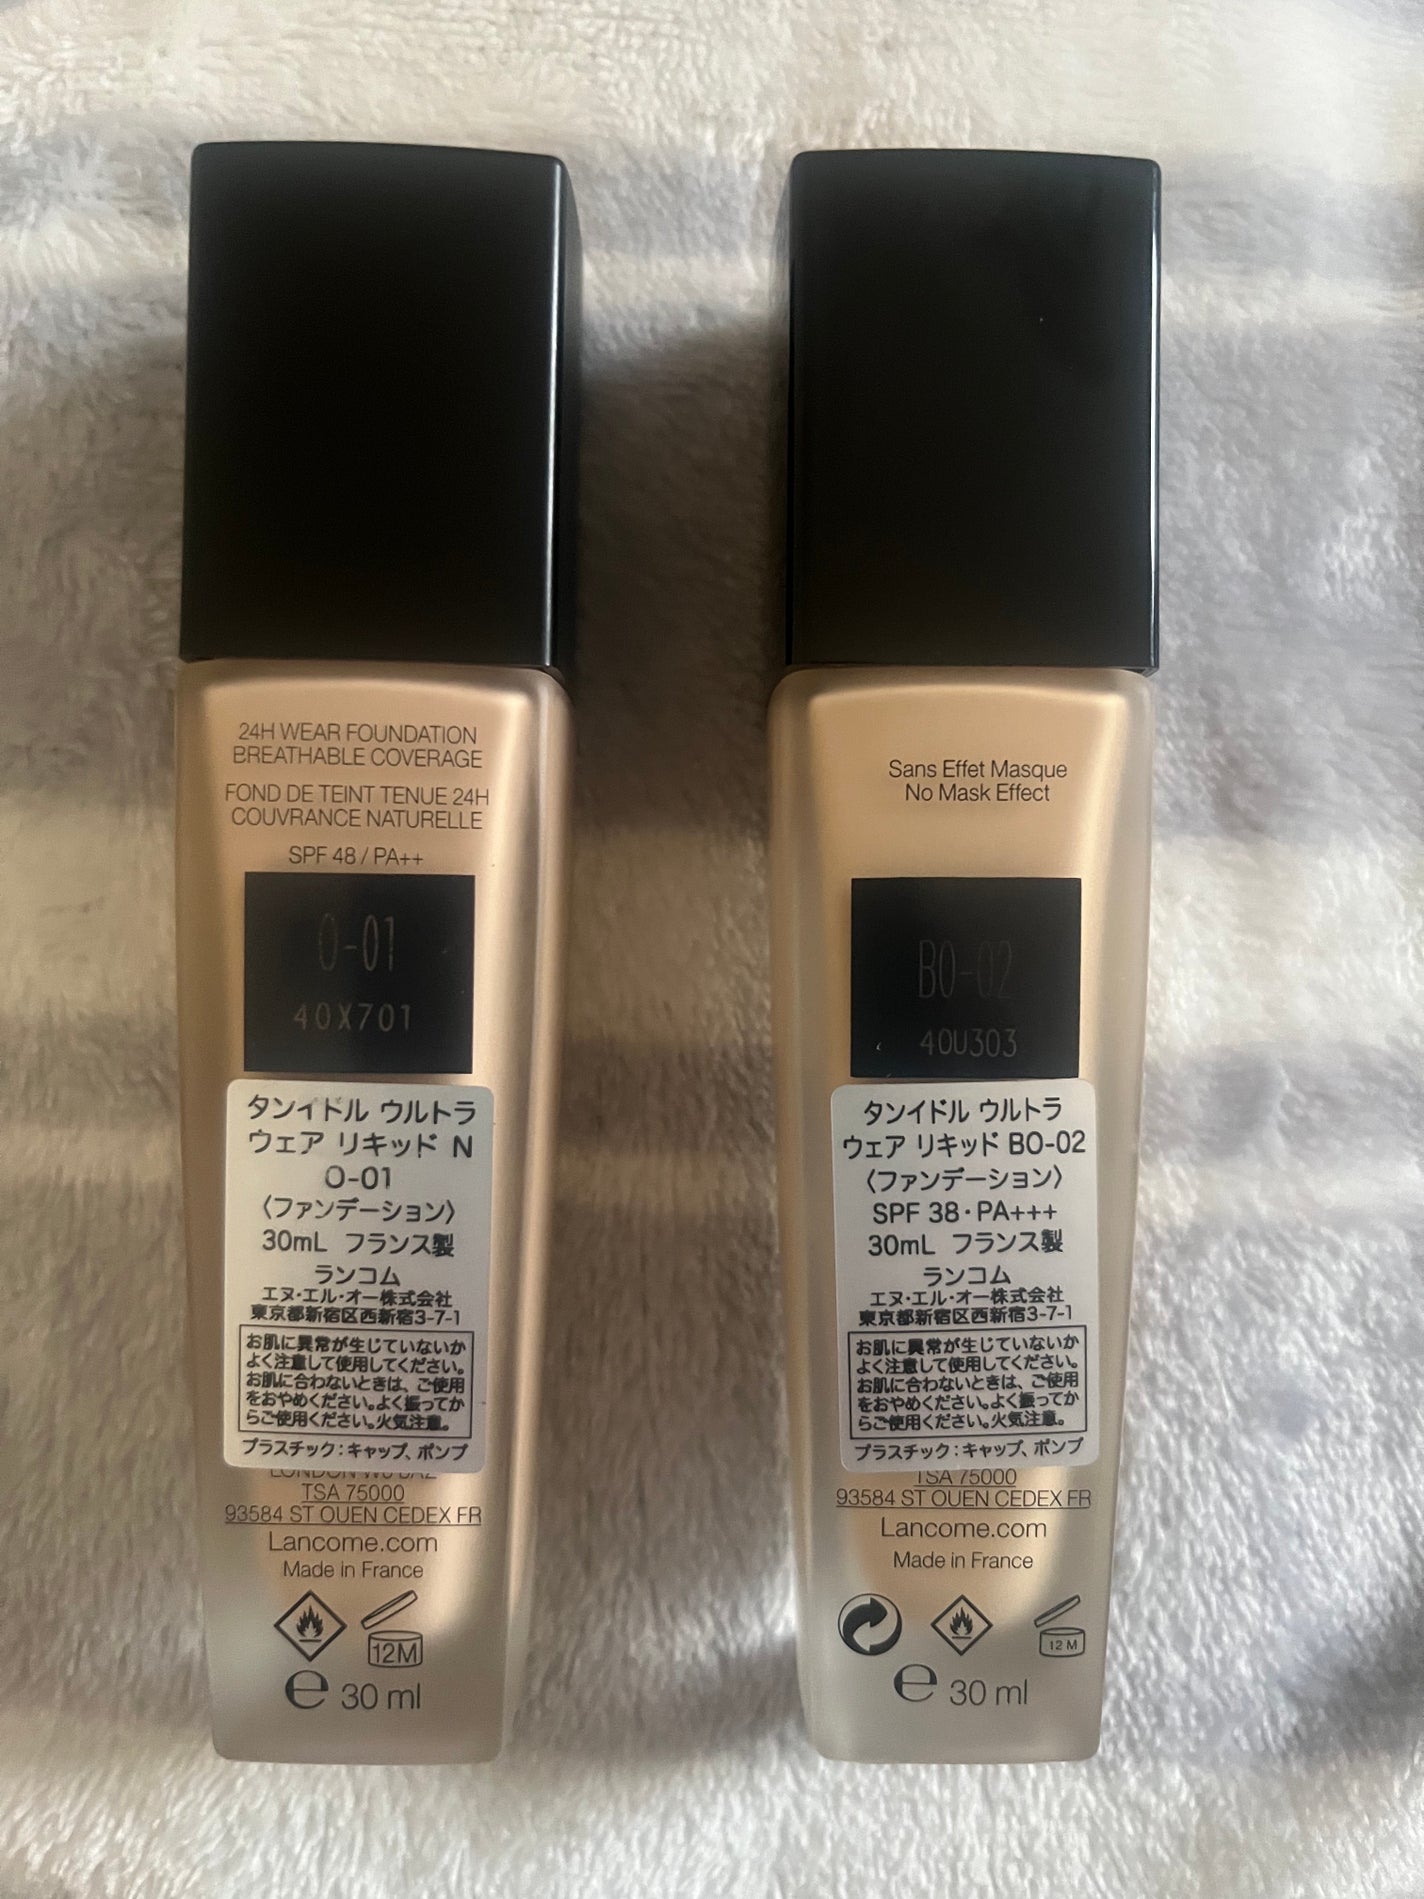 24H WEAR FOUNDATION
BREATHABLE COVERAGE
FOND DE TEINT TENUE 24H
COUVRANCE NATURELLE
SPF 48 / PA++
O-01
40X701
タンイドル ウルトラ
ウェア リキッド N
O-01
〈ファンデーション〉
30mL フランス製
ランコム
エヌ・エル・オー株式会社
東京都新宿区西新宿3-7-1
お肌に異常が生じていないか
よく注意して使用してください。
お肌に合わないときは、ご使用
をおやめください。よく振ってか
らご使用ください。火気注意。
プラスチック:キャップ、ポンプ
TSA 75000
93584 ST OUEN CEDEX FR
Lancome.com
Made in France
12M
℮ 30 ml
Sans Effet Masque
No Mask Effect
BO-02
40U303
タンイドル ウルトラ
ウェア リキッド BO-02
〈ファンデーション〉
SPF 38・PA+++
30mL フランス製
ランコム
エヌ・エル・オー株式会社
東京都新宿区西新宿3-7-1
お肌に異常が生じていないか
よく注意して使用してください。
お肌に合わないときは、ご使用
をおやめください。よく振ってか
らご使用ください。火気注意。
プラスチック:キャップ、ポンプ
TSA 75000
93584 ST OUEN CEDEX FR
Lancome.com
Made in France
12 M
℮ 30 ml